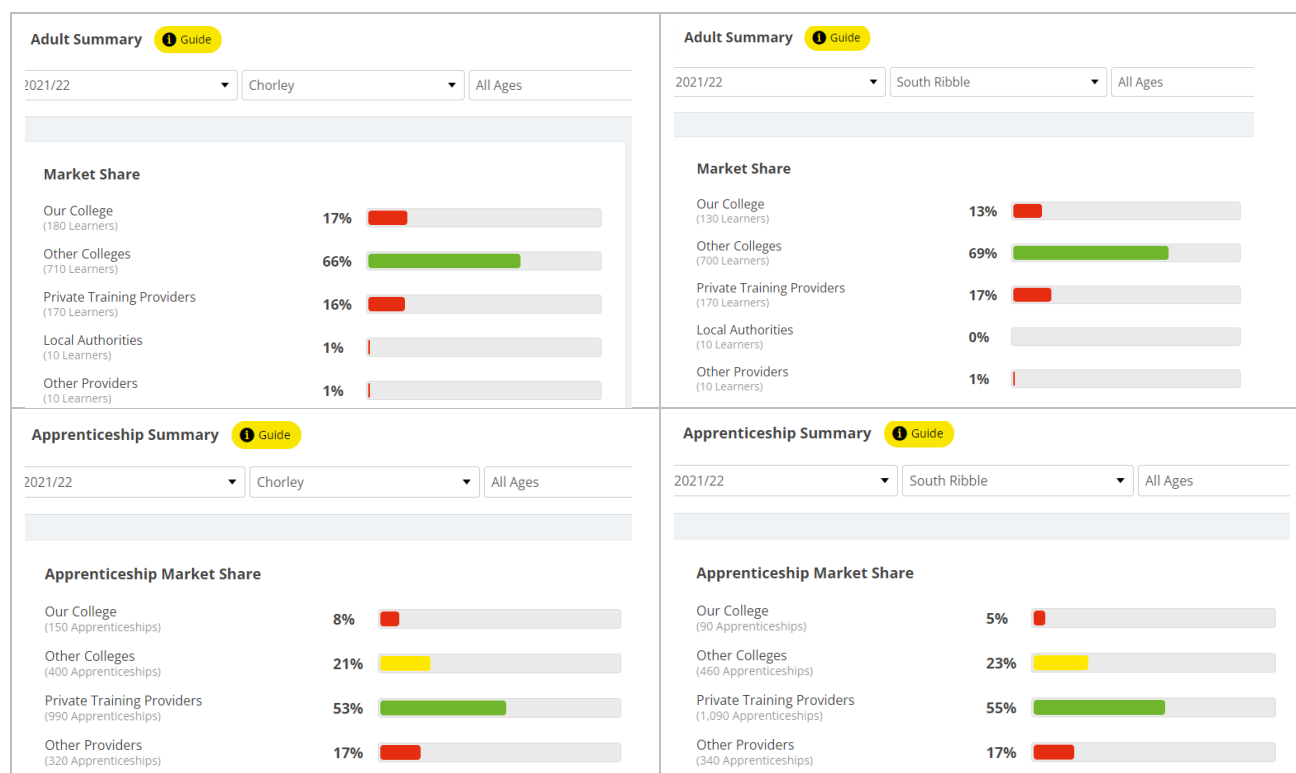 Adult Summary
Guide
2021/22
Chorley
All Ages
Market Share
Our College
(180 Learners)
17%
Other Colleges
(710 Learners)
66%
Private Training Providers
(170 Learners)
16%
Local Authorities
(10 Learners)
1%
Other Providers
(10 Learners)
1%
Adult Summary
Guide
2021/22
South Ribble
All Ages
Market Share
Our College
(130 Learners)
13%
Other Colleges
(700 Learners)
69%
Private Training Providers
(170 Learners)
17%
Local Authorities
(10 Learners)
0%
Other Providers
(10 Learners)
1%
Apprenticeship Summary
Guide
2021/22
Chorley
All Ages
Apprenticeship Market Share
Our College
(150 Apprenticeships)
8%
Other Colleges
(400 Apprenticeships)
21%
Private Training Providers
(990 Apprenticeships)
53%
Other Providers
(320 Apprenticeships)
17%
Apprenticeship Summary
Guide
2021/22
South Ribble
All Ages
Apprenticeship Market Share
Our College
(90 Apprenticeships)
5%
Other Colleges
(460 Apprenticeships)
23%
Private Training Providers
(1,090 Apprenticeships)
55%
Other Providers
(340 Apprenticeships)
17%